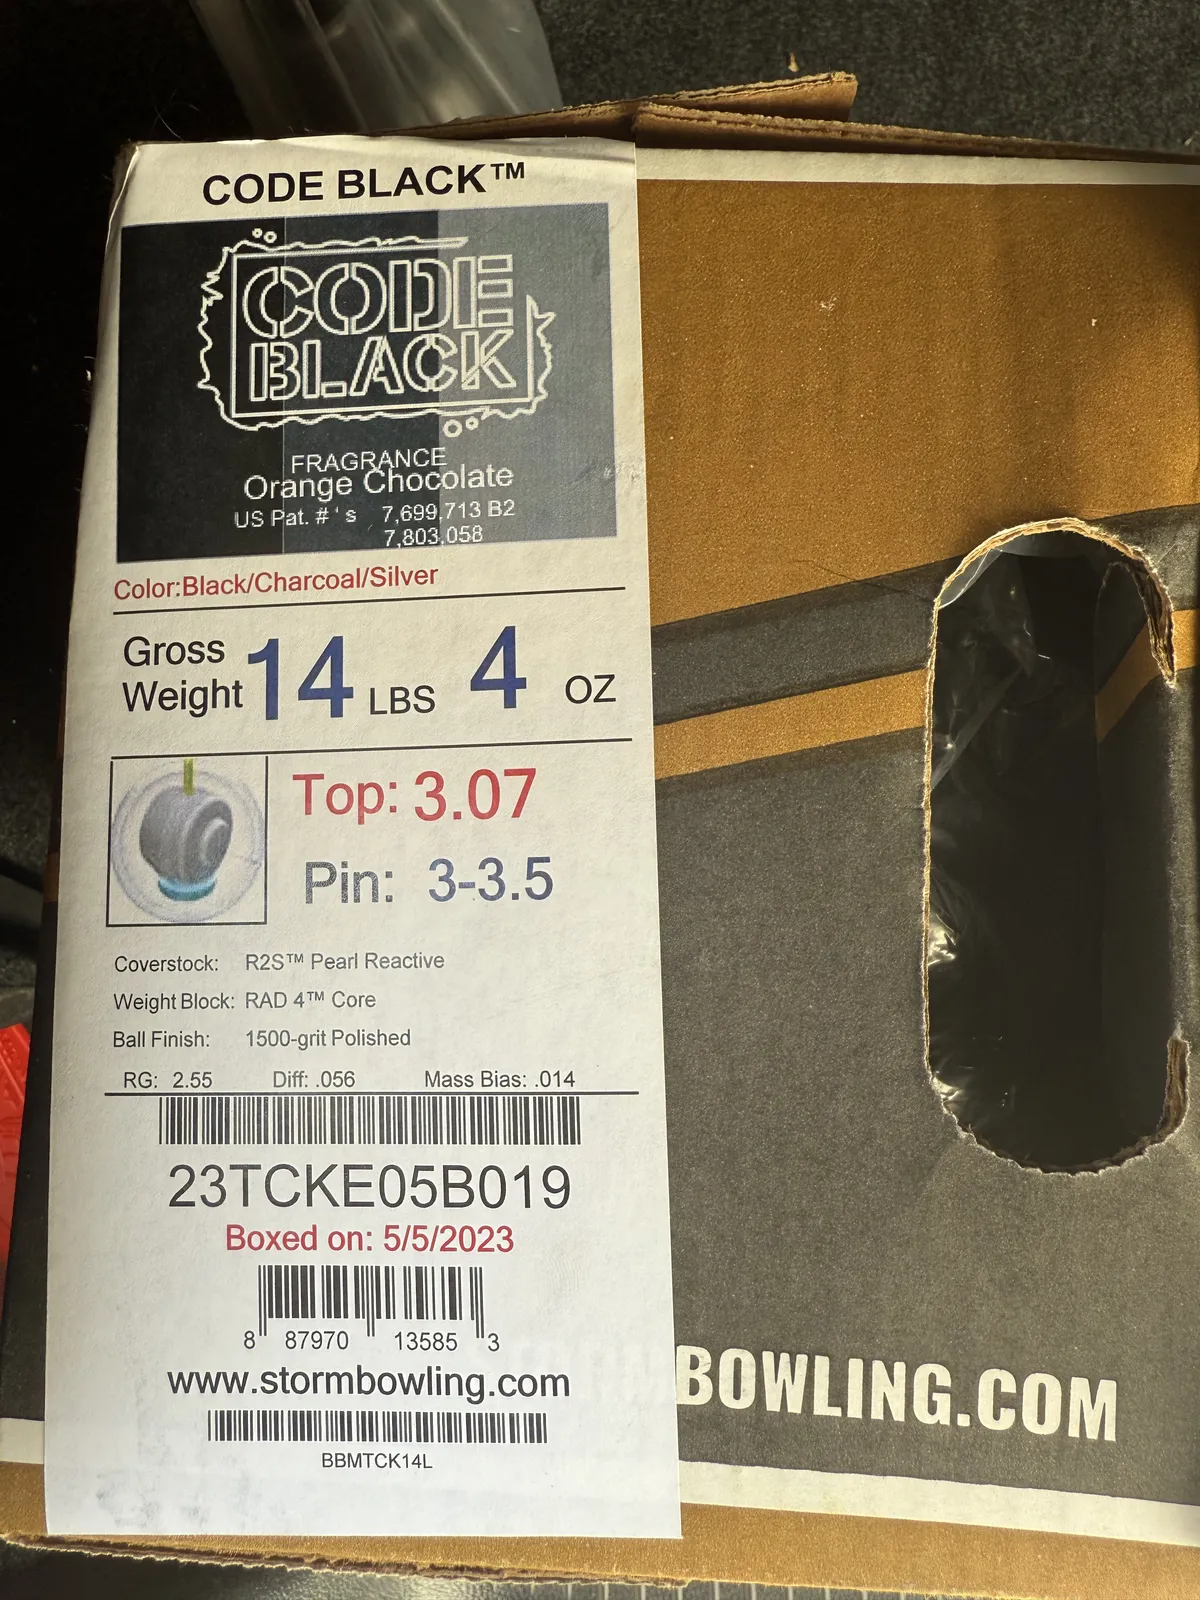 CODE BLACK™
CODE
BLACK
FRAGRANCE
Orange Chocolate
US Pat. #'s 7,699,713 B2
7,803,058
Color:Black/Charcoal/Silver
Gross
Weight 14 LBS 4 OZ
Top: 3.07
Pin: 3-3.5
Coverstock: R2S™ Pearl Reactive
Weight Block: RAD 4™ Core
Ball Finish: 1500-grit Polished
RG: 2.55 Diff: .056 Mass Bias: .014
23TCKE05B019
Boxed on: 5/5/2023
8 87970 13585 3
www.stormbowling.com
BBMTCK14L
BOWLING.COM